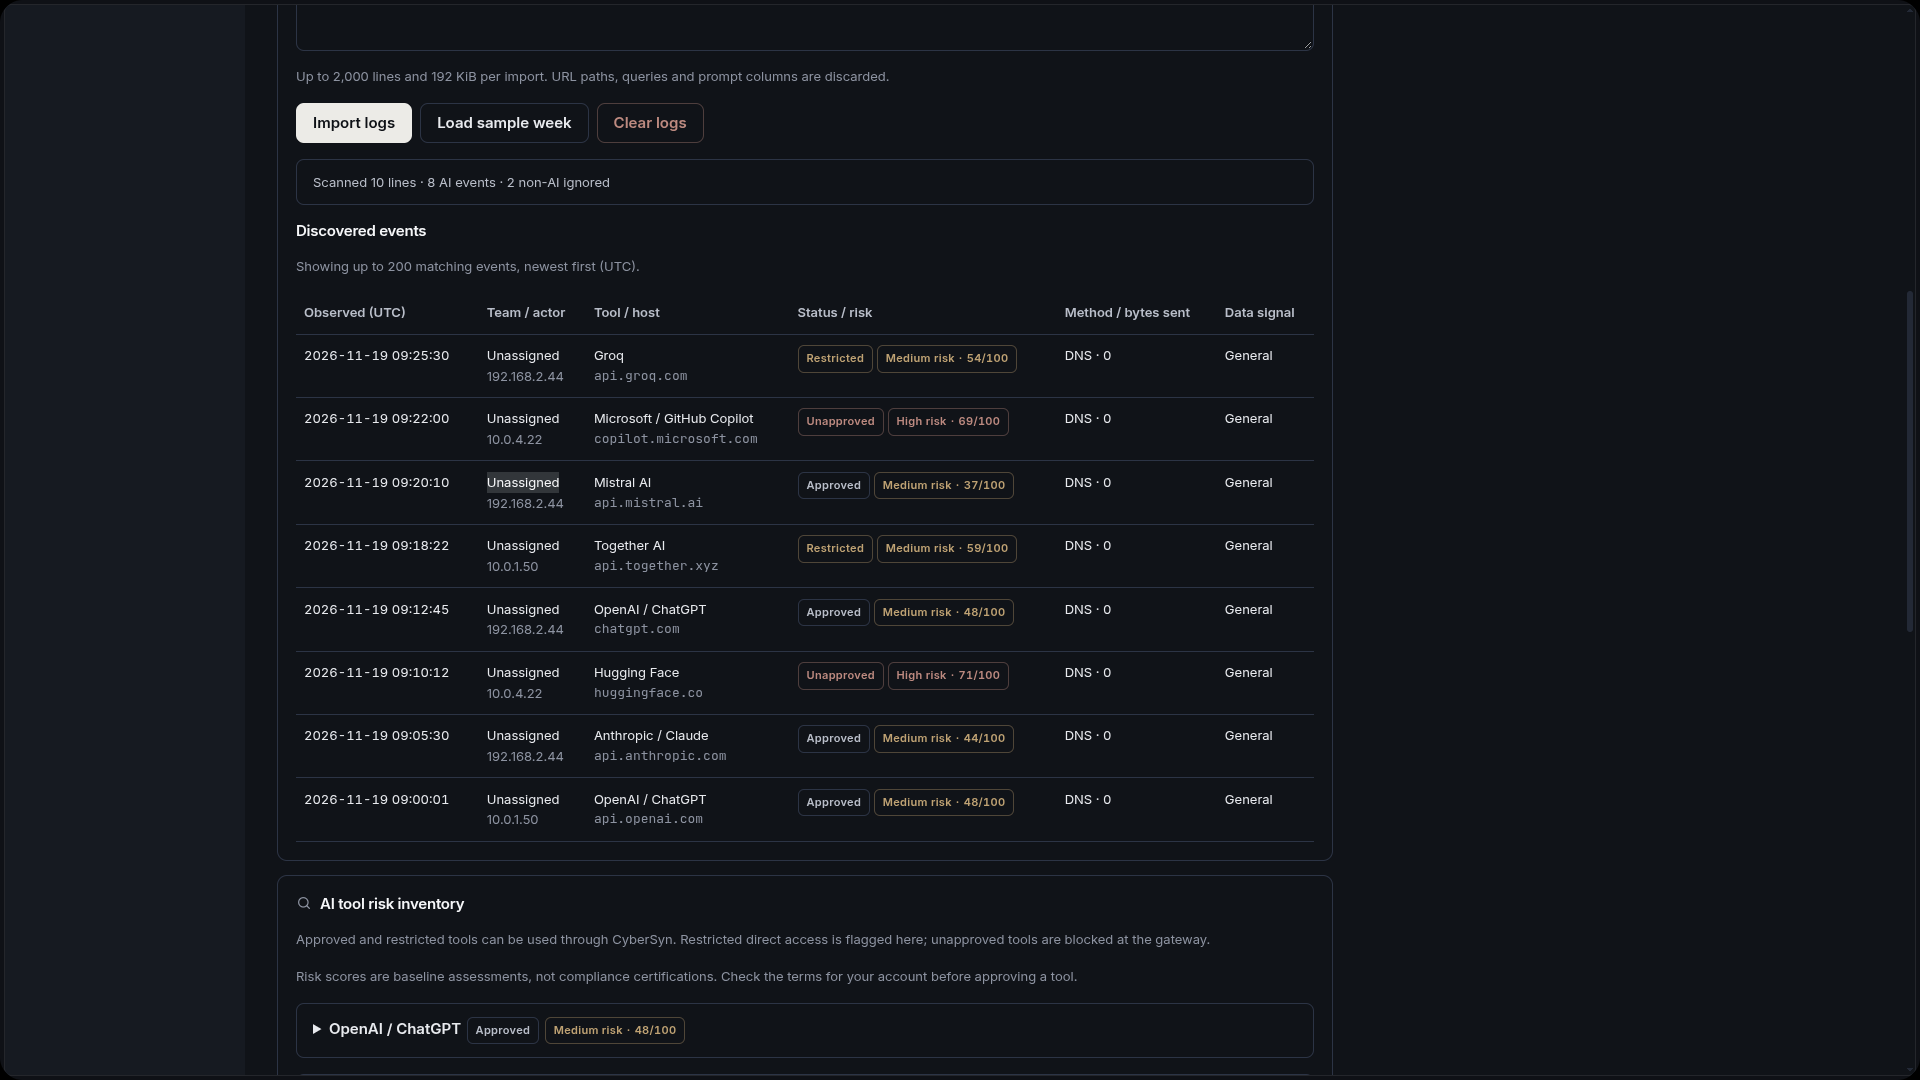 Up to 2,000 lines and 192 KiB per import. URL paths, queries and prompt columns are discarded.
Import logs Load sample week Clear logs
Scanned 10 lines · 8 AI events · 2 non-AI ignored
Discovered events
Showing up to 200 matching events, newest first (UTC).
Observed (UTC) Team / actor Tool / host Status / risk Method / bytes sent Data signal
2026-11-19 09:25:30 Unassigned Groq Restricted Medium risk · 54/100 DNS · 0 General
192.168.2.44 api.groq.com
2026-11-19 09:22:00 Unassigned Microsoft / GitHub Copilot Unapproved High risk · 69/100 DNS · 0 General
10.0.4.22 copilot.microsoft.com
2026-11-19 09:20:10 Unassigned Mistral AI Approved Medium risk · 37/100 DNS · 0 General
192.168.2.44 api.mistral.ai
2026-11-19 09:18:22 Unassigned Together AI Restricted Medium risk · 59/100 DNS · 0 General
10.0.1.50 api.together.xyz
2026-11-19 09:12:45 Unassigned OpenAI / ChatGPT Approved Medium risk · 48/100 DNS · 0 General
192.168.2.44 chatgpt.com
2026-11-19 09:10:12 Unassigned Hugging Face Unapproved High risk · 71/100 DNS · 0 General
10.0.4.22 huggingface.co
2026-11-19 09:05:30 Unassigned Anthropic / Claude Approved Medium risk · 44/100 DNS · 0 General
192.168.2.44 api.anthropic.com
2026-11-19 09:00:01 Unassigned OpenAI / ChatGPT Approved Medium risk · 48/100 DNS · 0 General
10.0.1.50 api.openai.com
AI tool risk inventory
Approved and restricted tools can be used through CyberSyn. Restricted direct access is flagged here; unapproved tools are blocked at the gateway.
Risk scores are baseline assessments, not compliance certifications. Check the terms for your account before approving a tool.
OpenAI / ChatGPT Approved Medium risk · 48/100